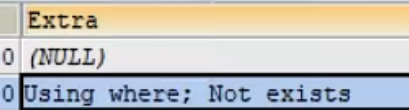 Extra
0 (NULL)
0 Using where; Not exists